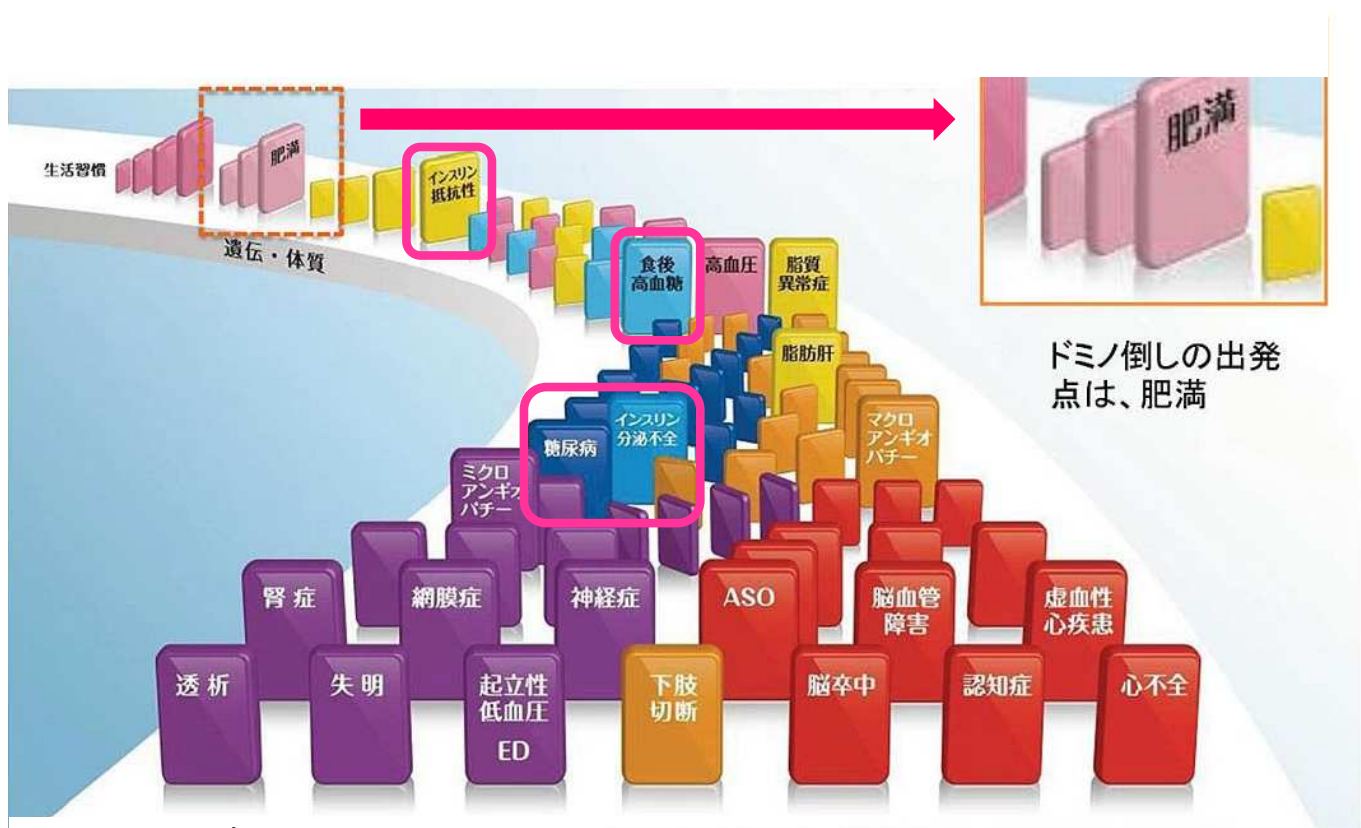 生活習慣
肥満
遺伝・体質
インスリン
抵抗性
食後
高血糖
高血圧
脂質
異常症
脂肪肝
肥満
ドミノ倒しの出発
点は、肥満
インスリン
分泌不全
糖尿病
マクロ
アンギオ
パチー
ミクロ
アンギオ
パチー
腎症
網膜症
神経症
ASO
脳血管
障害
虚血性
心疾患
透析
失明
起立性
低血圧
ED
下肢
切断
脳卒中
認知症
心不全